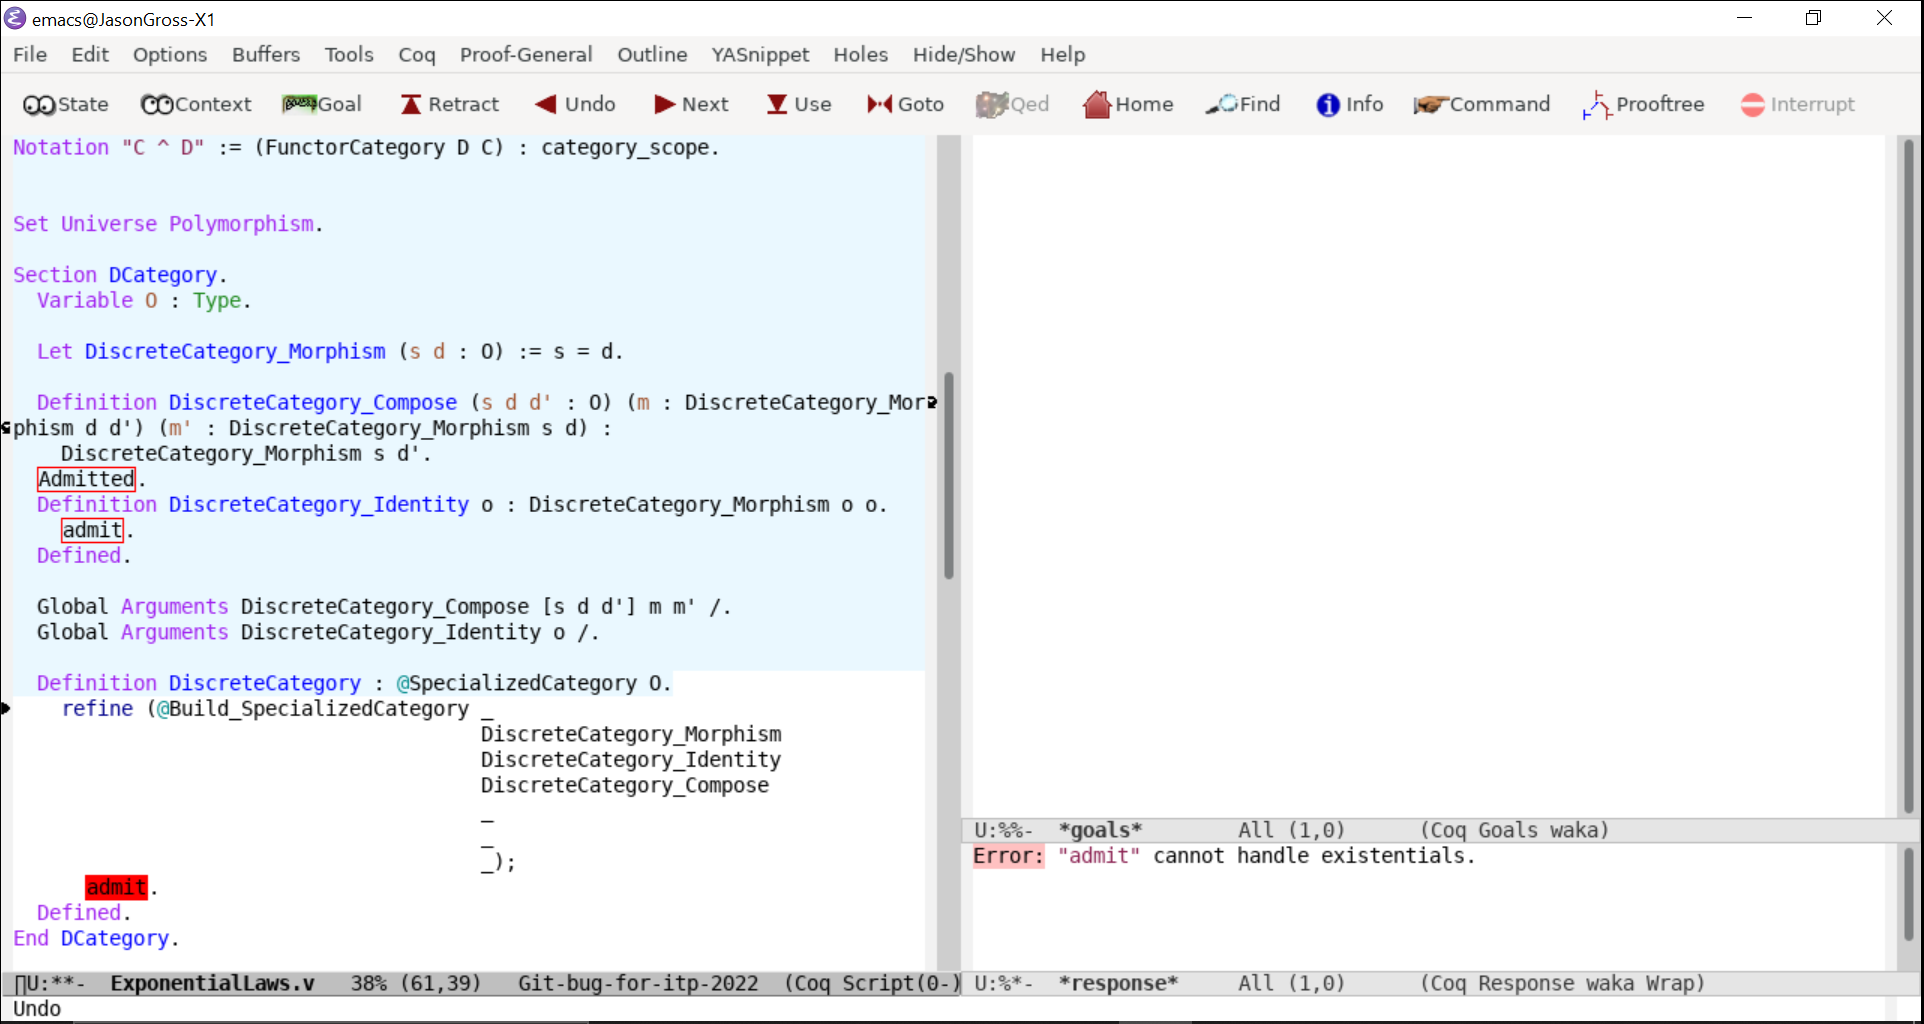 emacs@JasonGross-X1
File Edit Options Buffers Tools Coq Proof-General Outline YASnippet Holes Hide/Show Help
State Context Goal Retract Undo Next Use Goto Qed Home Find Info Command Prooftree Interrupt
Notation "C ^ D" := (FunctorCategory D C) : category_scope.
Set Universe Polymorphism.
Section DCategory.
Variable O : Type.
Let DiscreteCategory_Morphism (s d : O) := s = d.
Definition DiscreteCategory_Compose (s d d' : O) (m : DiscreteCategory_Mor
phism d d') (m' : DiscreteCategory_Morphism s d) :
DiscreteCategory_Morphism s d'.
Admitted.
Definition DiscreteCategory_Identity o : DiscreteCategory_Morphism o o.
admit.
Defined.
Global Arguments DiscreteCategory_Compose [s d d'] m m' /.
Global Arguments DiscreteCategory_Identity o /.
Definition DiscreteCategory : @SpecializedCategory O.
refine (@Build_SpecializedCategory _
DiscreteCategory_Morphism
DiscreteCategory_Identity
DiscreteCategory_Compose
_
_
_);
admit.
Defined.
End DCategory.
U:**- ExponentialLaws.v 38% (61,39) Git-bug-for-itp-2022 (Coq Script(0-)
Undo
U:%%- *goals* All (1,0) (Coq Goals waka)
Error: "admit" cannot handle existentials.
U:%*- *response* All (1,0) (Coq Response waka Wrap)